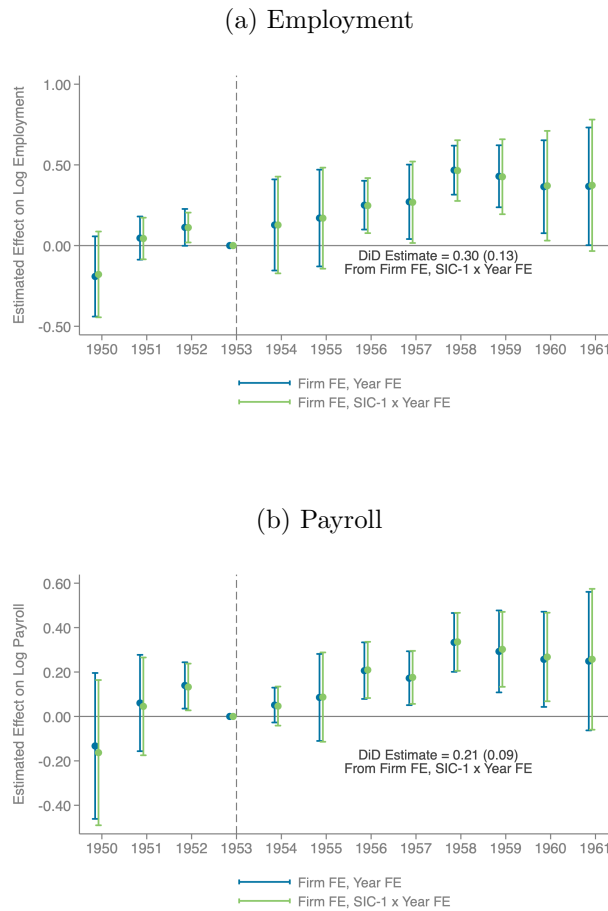 (a) Employment
1.00
0.50
0.00
-0.50
Estimated Effect on Log Employment
DiD Estimate = 0.30 (0.13)
From Firm FE, SIC-1 x Year FE
1950 1951 1952 1953 1954 1955 1956 1957 1958 1959 1960 1961
Firm FE, Year FE
Firm FE, SIC-1 x Year FE
(b) Payroll
0.60
0.40
0.20
0.00
-0.20
-0.40
Estimated Effect on Log Payroll
DiD Estimate = 0.21 (0.09)
From Firm FE, SIC-1 x Year FE
1950 1951 1952 1953 1954 1955 1956 1957 1958 1959 1960 1961
Firm FE, Year FE
Firm FE, SIC-1 x Year FE